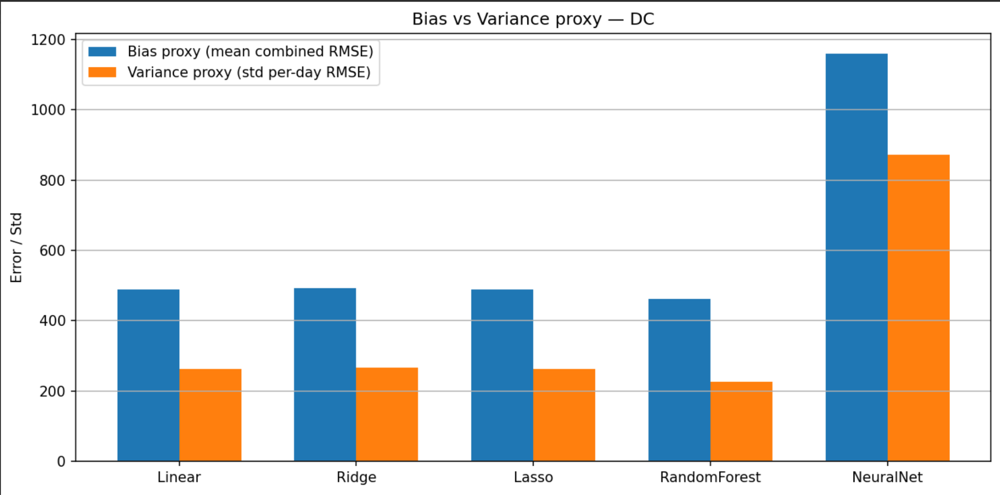 Bias vs Variance proxy — DC
1200
1000
800
600
400
200
0
Error / Std
Bias proxy (mean combined RMSE)
Variance proxy (std per-day RMSE)
Linear
Ridge
Lasso
RandomForest
NeuralNet